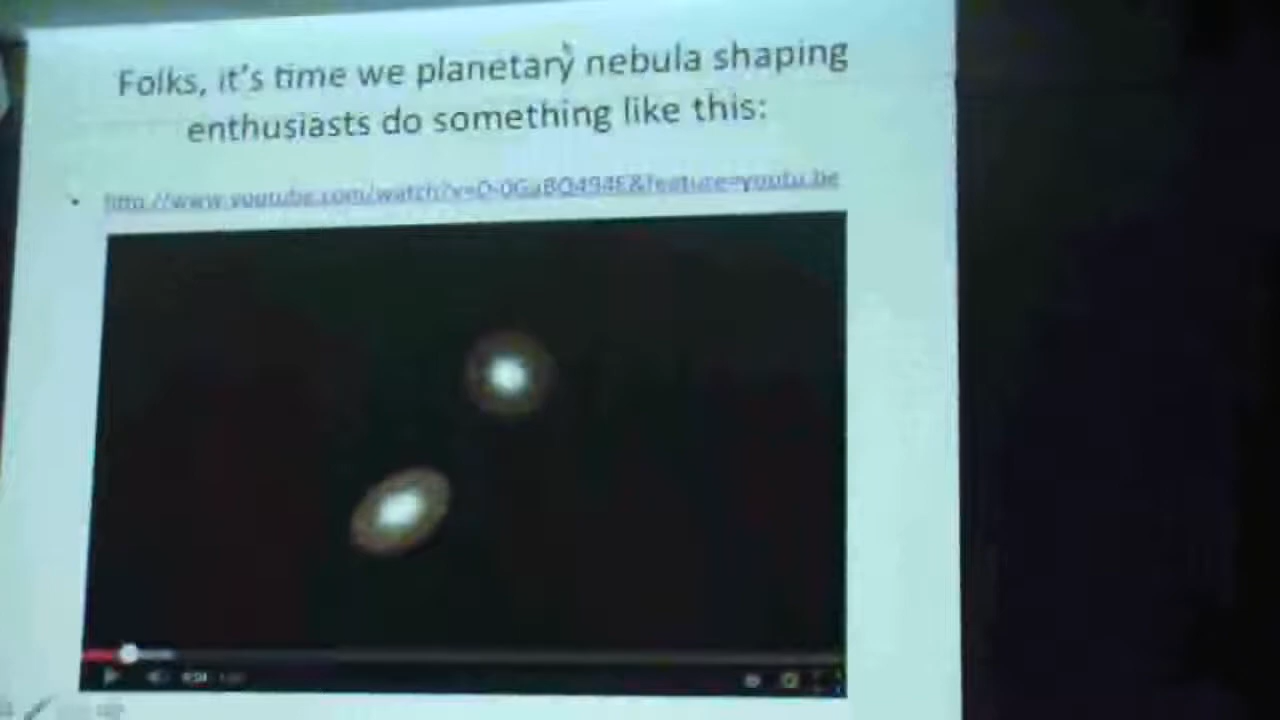 Folks, it's time we planetary nebula shaping
enthusiasts do something like this: